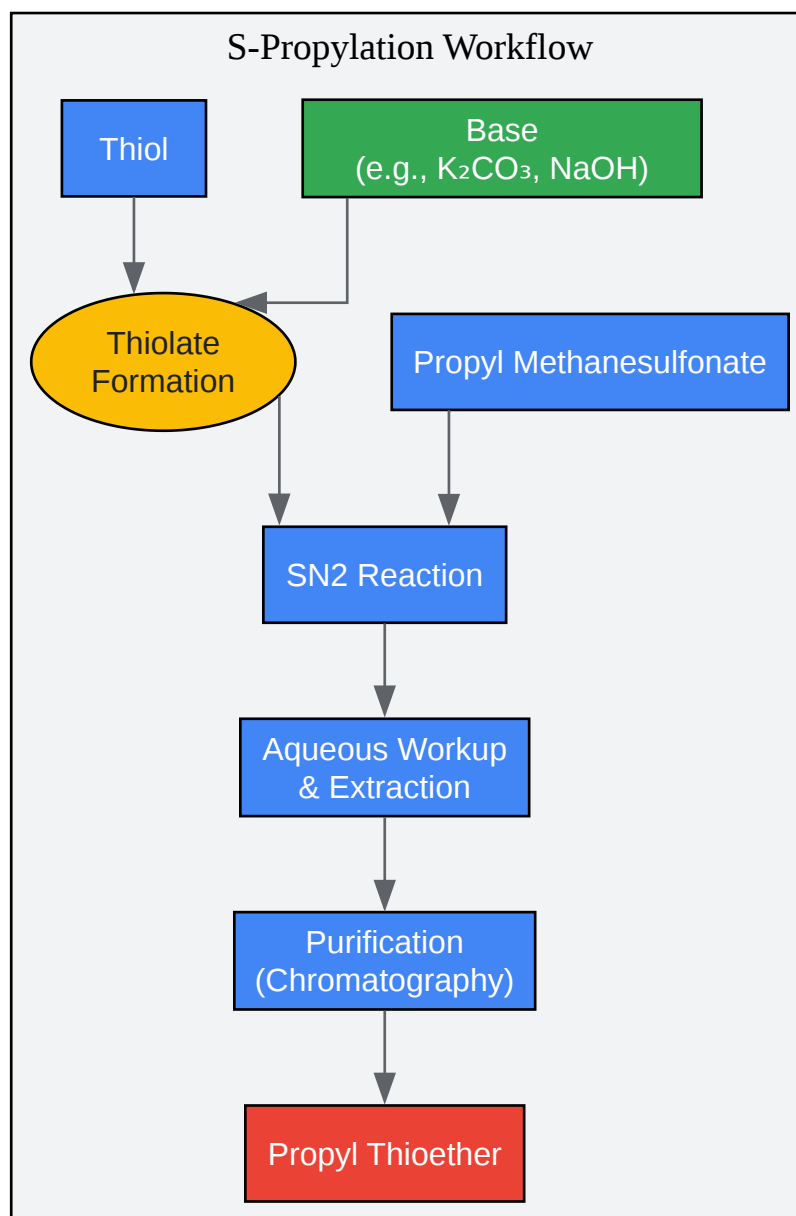 S-Propylation Workflow
Thiol
Base
(e.g., K₂CO₃, NaOH)
Thiolate
Formation
Propyl Methanesulfonate
SN2 Reaction
Aqueous Workup
& Extraction
Purification
(Chromatography)
Propyl Thioether